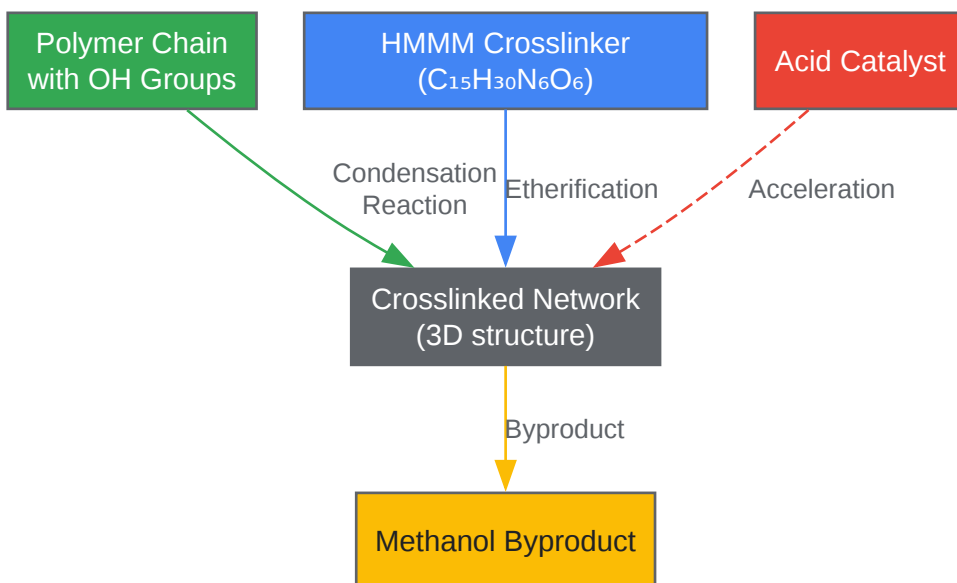 Polymer Chain
with OH Groups
HMMM Crosslinker
(C₁₅H₃₀N₆O₆)
Acid Catalyst
Condensation
Reaction
Etherification
Acceleration
Crosslinked Network
(3D structure)
Byproduct
Methanol Byproduct